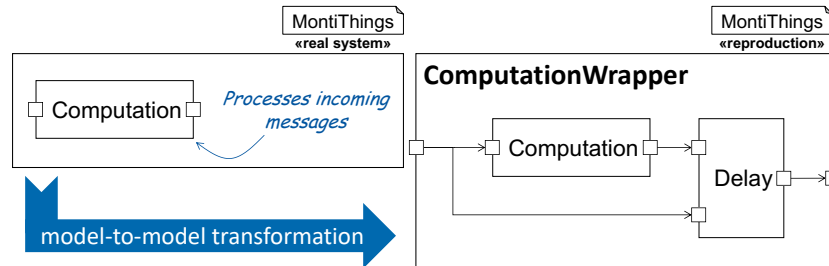 MontiThings
«real system»
Computation
Processes incoming
messages
model-to-model transformation
MontiThings
«reproduction»
ComputationWrapper
Computation
Delay